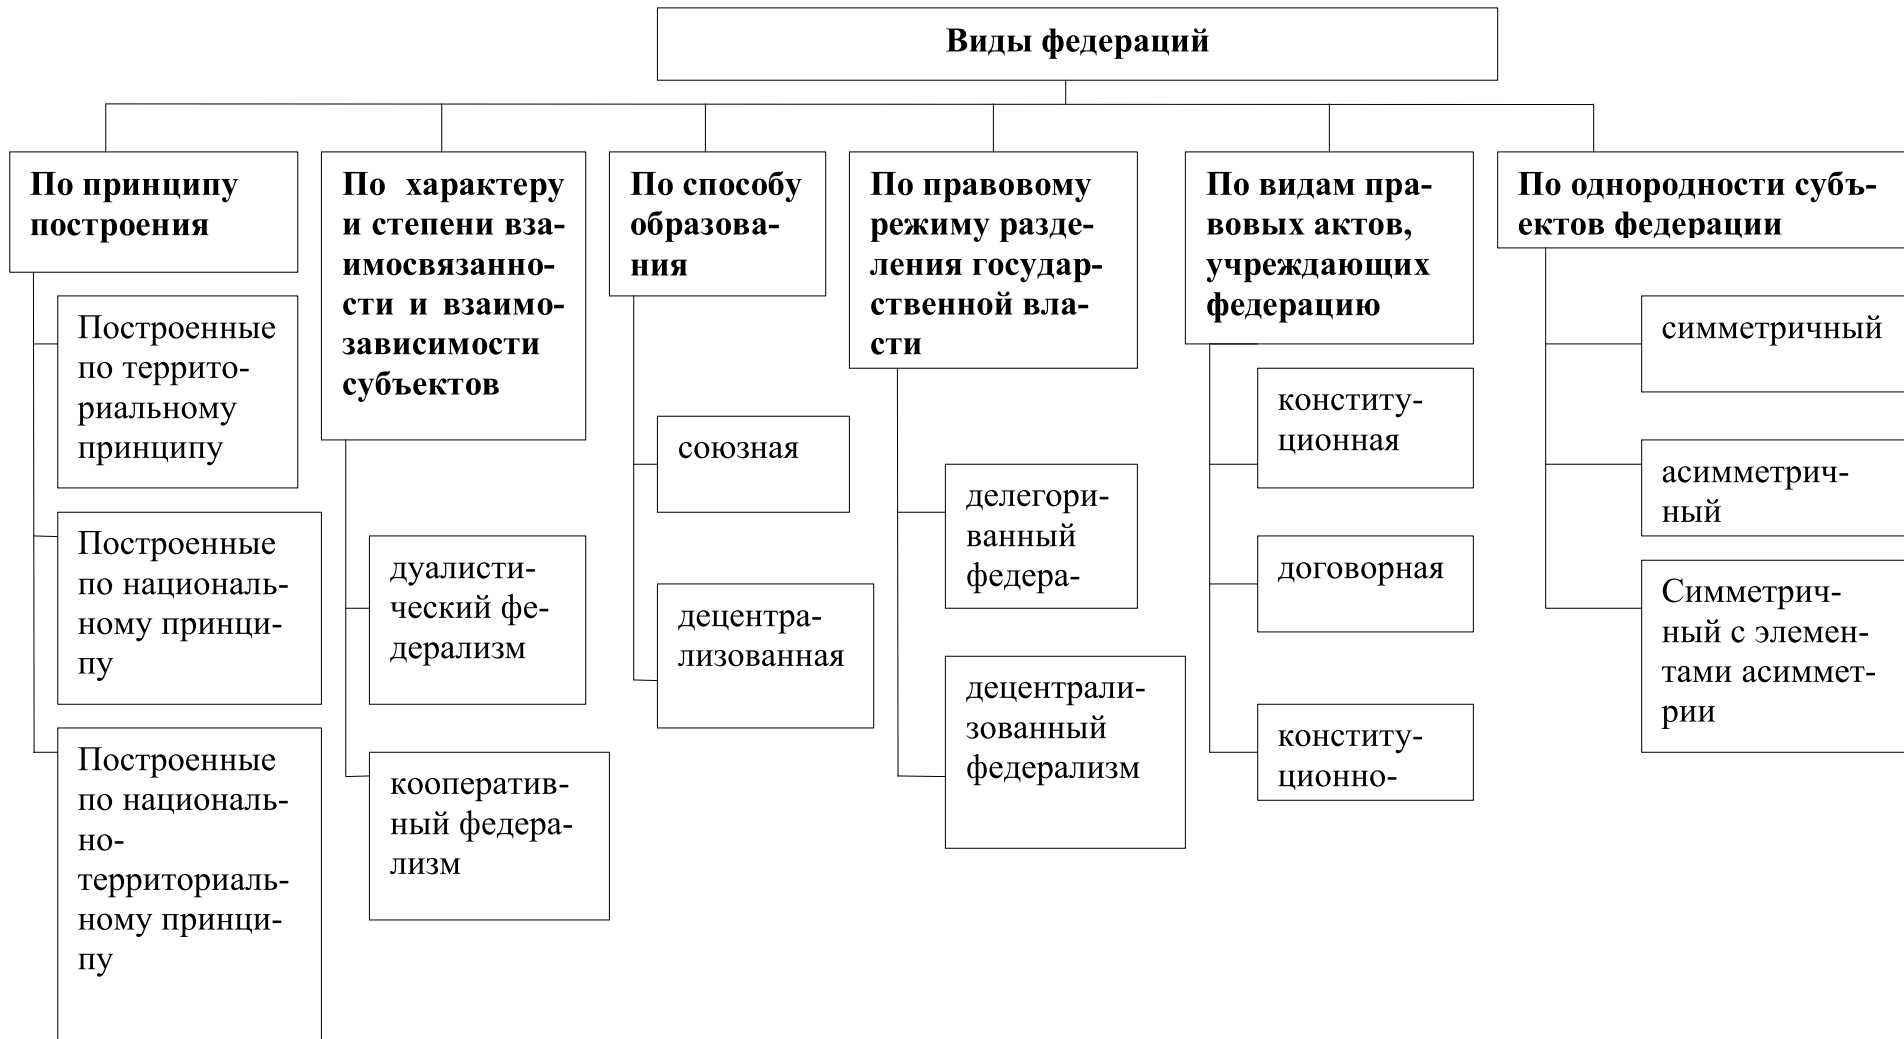 Виды федераций
По принципу
построения
Построенные
по террито-
риальному
принципу
Построенные
по националь-
ному принци-
пу
Построенные
по националь-
но-
территориаль-
ному принци-
пу
По характеру
и степени вза-
имосвязанно-
сти и взаимо-
зависимости
субъектов
дуалисти-
ческий фе-
дерализм
кооператив-
ный федера-
лизм
По способу
образова-
ния
союзная
децентра-
лизованная
По правовому
режиму разде-
ления государ-
ственной вла-
сти
делегори-
ванный
федера-
децентрали-
зованный
федерализм
По видам пра-
вовых актов,
учреждающих
федерацию
конститу-
ционная
договорная
конститу-
ционно-
По однородности субъ-
ектов федерации
симметричный
асимметрич-
ный
Симметрич-
ный с элемен-
тами асиммет-
рии